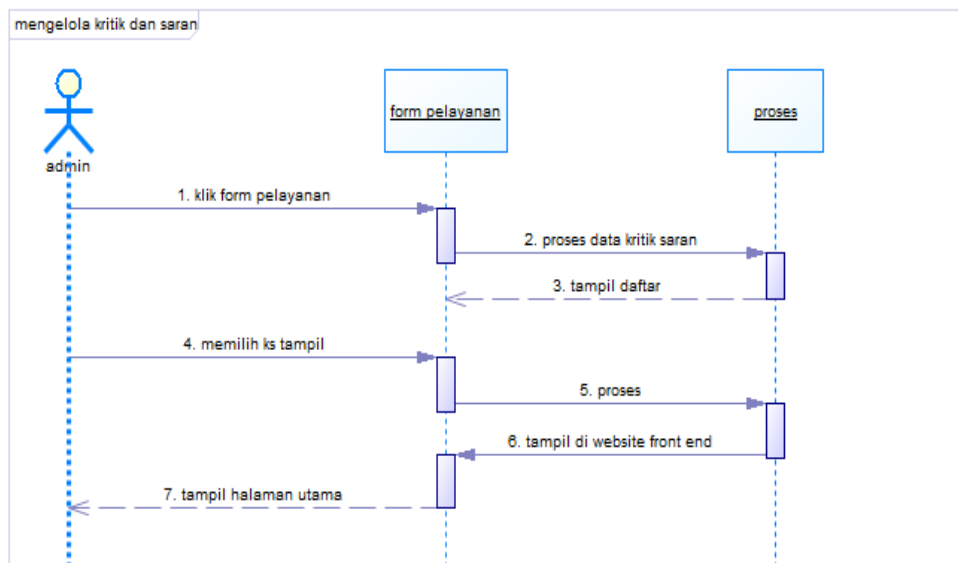 mengelola kritik dan saran
form pelayanan
proses
admin
1. klik form pelayanan
2. proses data kritik saran
3. tampil daftar
4. memilih ks tampil
5. proses
6. tampil di website front end
7. tampil halaman utama